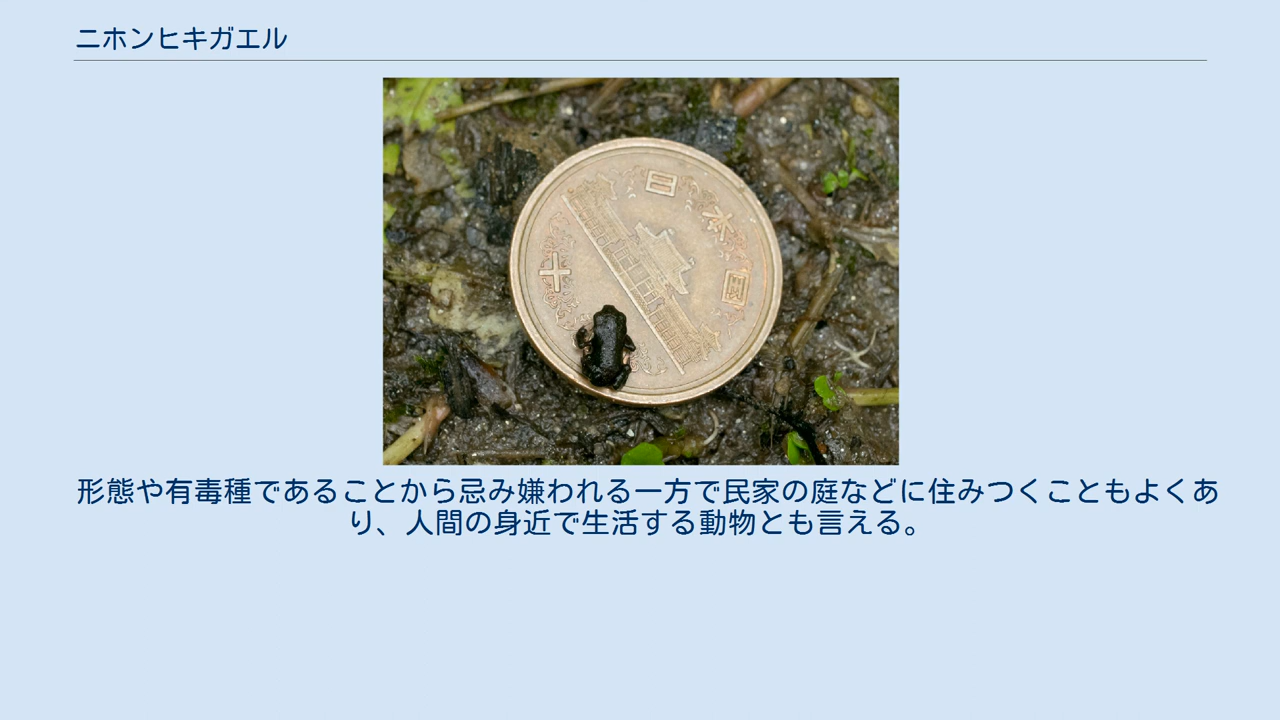 ニホンヒキガエル
日本国
十
形態や有毒種であることから忌み嫌われる一方で民家の庭などに住みつくこともよくあ
り、人間の身近で生活する動物とも言える。